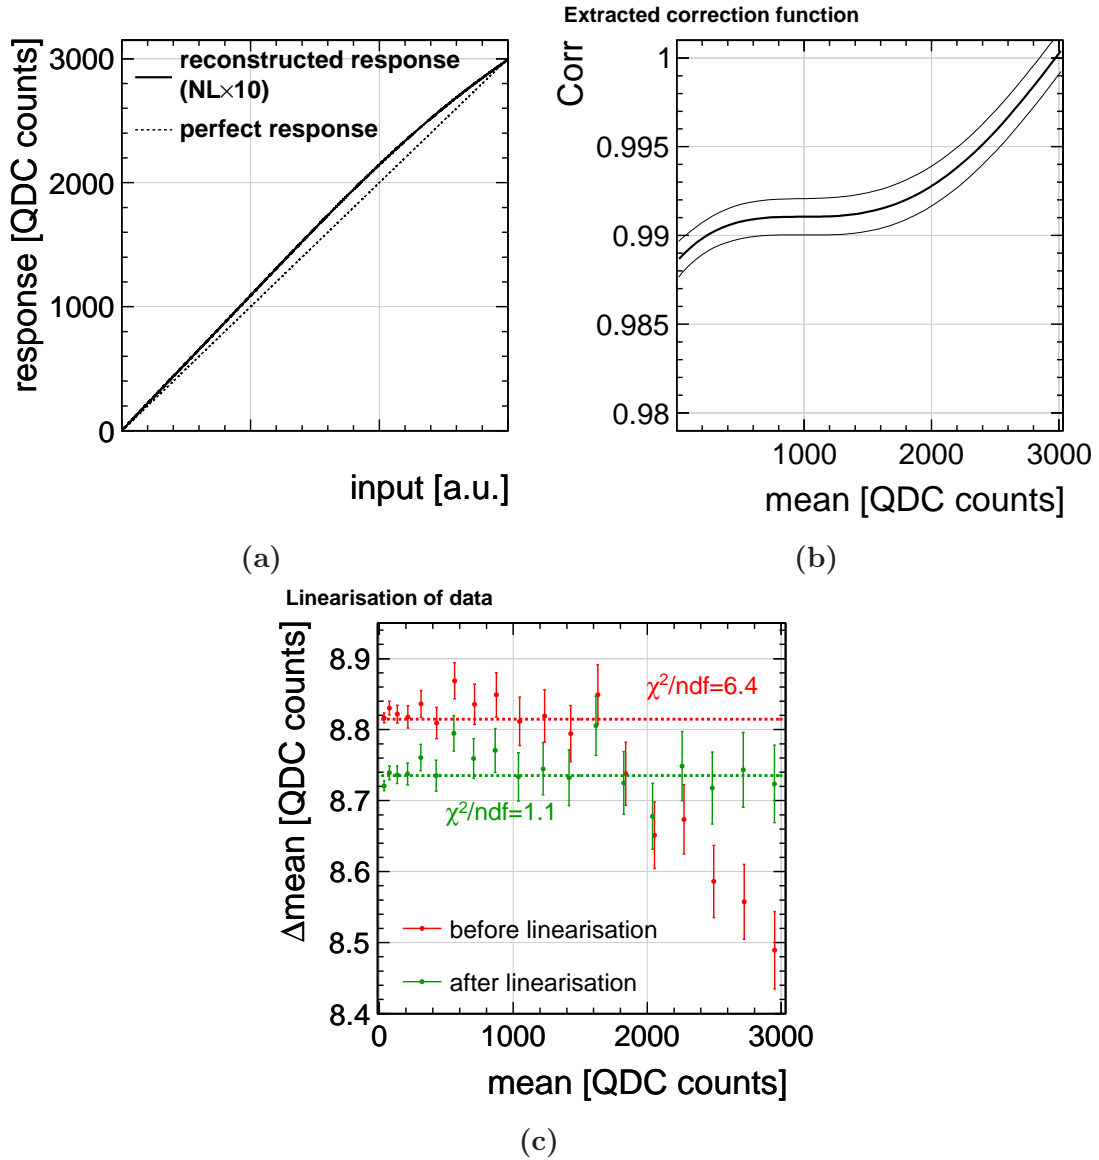 response [QDC counts]
3000
2000
1000
0
reconstructed response
(NL×10)
perfect response
input [a.u.]
(a)
Extracted correction function
Corr
1
0.995
0.99
0.985
0.98
1000 2000 3000
mean [QDC counts]
(b)
Linearisation of data
Δmean [QDC counts]
8.9
8.8
8.7
8.6
8.5
8.4
χ²/ndf=6.4
χ²/ndf=1.1
before linearisation
after linearisation
0 1000 2000 3000
mean [QDC counts]
(c)